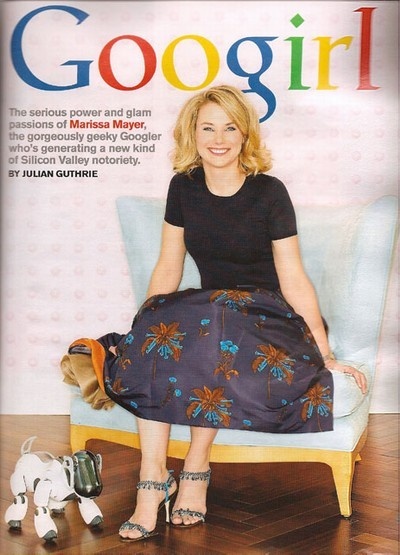 Googirl
The serious power and glam
passions of Marissa Mayer,
the gorgeously geeky Googler
who's generating a new kind
of Silicon Valley notoriety.
BY JULIAN GUTHRIE